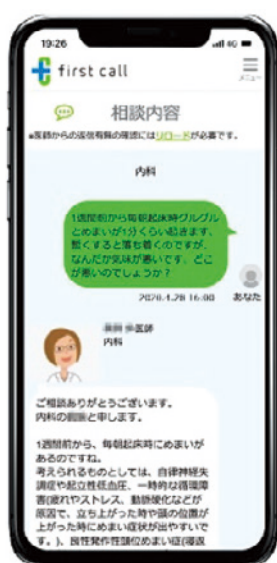 19:26
4G
first call
メニュー
相談内容
※医師からの返信有無の確認にはリロードが必要です。
内科
1週間前から毎朝起床時グルグル
とめまいが1分くらい起きます、
暫くすると落ち着くのですが、
なんだか気味が悪いです、どこ
が悪いのでしょうか?
2020.4.28 16:00
あなた
医師
内科
ご相談ありがとうございます。
内科の と申します。
1週間前から、毎朝起床時にめまいが
あるのですね。
考えられるものとしては、自律神経失
調症や起立性低血圧、一時的な循環障
害(疲れやストレス、動脈硬化などが
原因で、立ち上がった時や頭の位置が
上がった時にめまい症状が出やすいで
す。)、良性発作性頭位めまい症(寝返